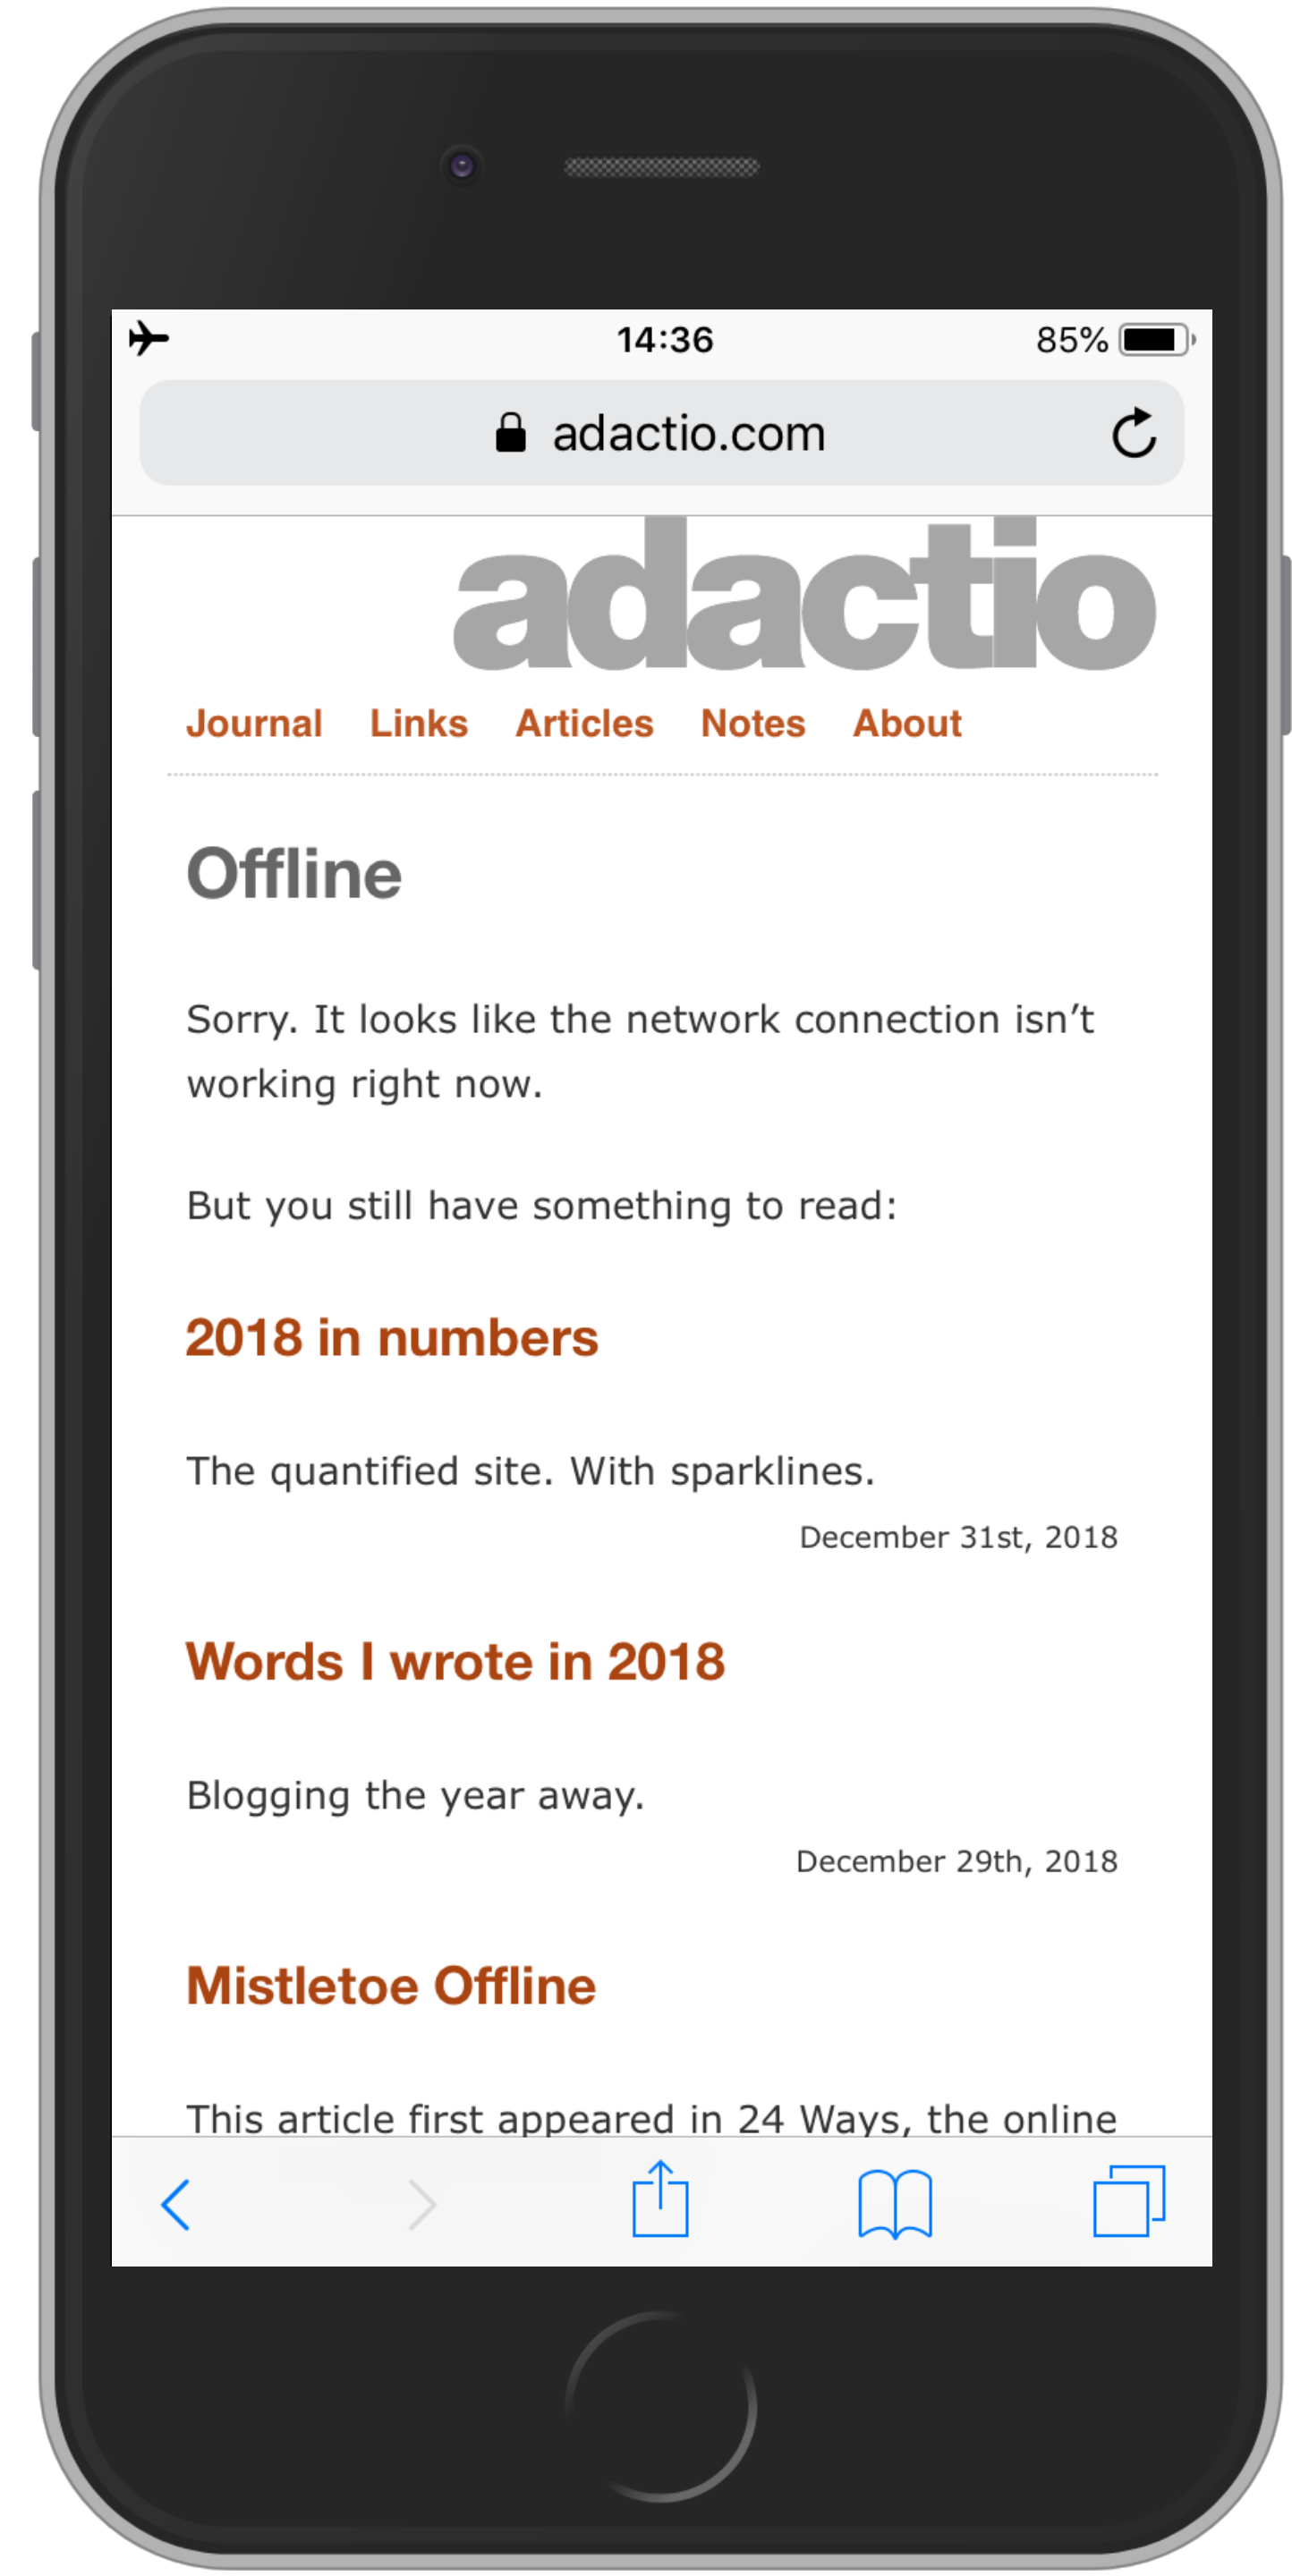 14:36
85%
adactio.com
adactio
Journal Links Articles Notes About
Offline
Sorry. It looks like the network connection isn’t
working right now.
But you still have something to read:
2018 in numbers
The quantified site. With sparklines.
December 31st, 2018
Words I wrote in 2018
Blogging the year away.
December 29th, 2018
Mistletoe Offline
This article first appeared in 24 Ways, the online